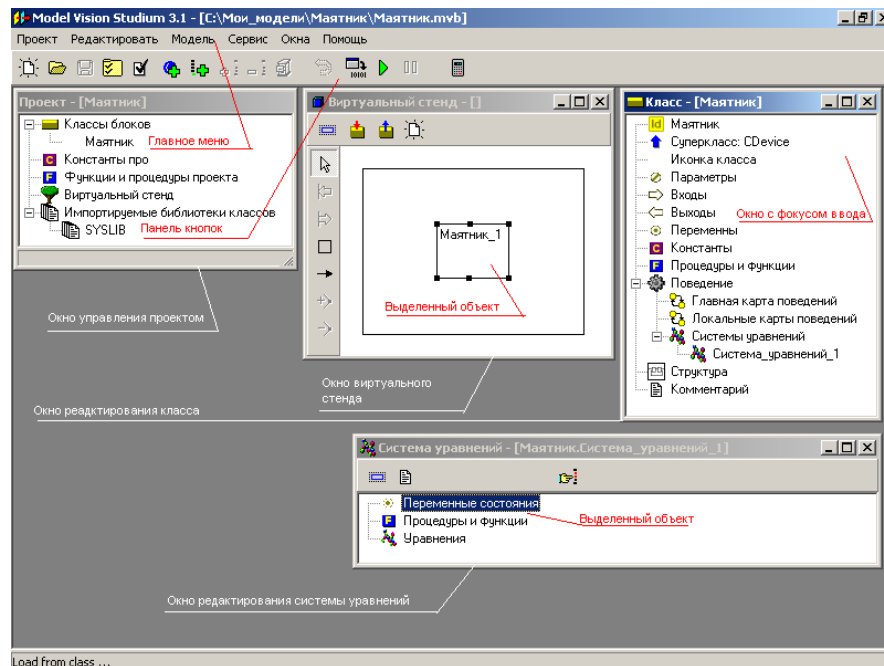 Model Vision Studium 3.1 - [C:\Мои_модели\Маятник\Маятник.mvb]
Проект Редактировать Модель Сервис Окна Помощь
10101
Проект - [Маятник]
Классы блоков
Маятник
Главное меню
Константы про
Функции и процедуры проекта
Виртуальный стенд
Импортируемые библиотеки классов
SYSLIB
Панель кнопок
Окно управления проектом
Виртуальный стенд - []
Маятник_1
Выделенный объект
Окно виртуального
стенда
Класс - [Маятник]
Id Маятник
Суперкласс: CDevice
Иконка класса
Параметры
Входы
Выходы
Окно с фокусом ввода
Переменны
C Константы
F Процедуры и функции
Поведение
Главная карта поведений
Локальные карты поведений
Системы уравнений
Система_уравнений_1
Структура
Комментарий
Окно реадктирования класса
Система уравнений - [Маятник.Система_уравнений_1]
Переменные состояния
F Процедуры и функции
Выделенный объект
Уравнения
Окно редактирования системы уравнений
Load from class ...